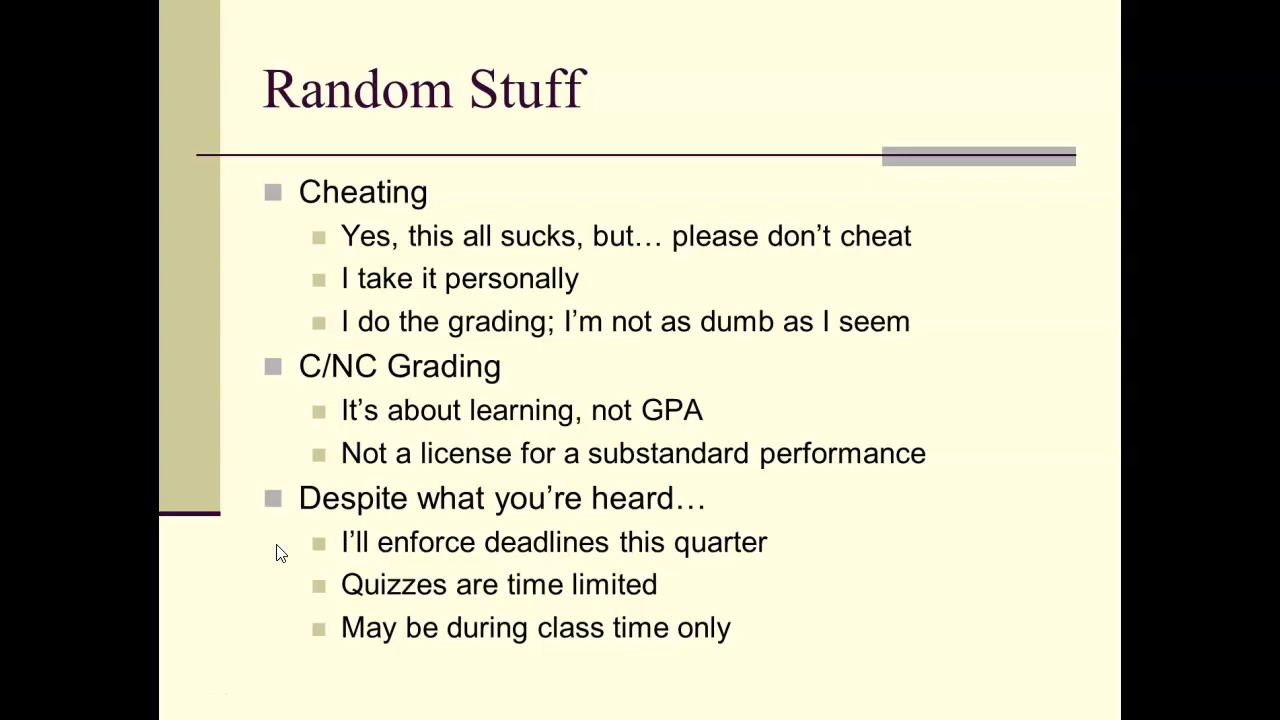 Random Stuff
Cheating
Yes, this all sucks, but… please don’t cheat
I take it personally
I do the grading; I’m not as dumb as I seem
C/NC Grading
It’s about learning, not GPA
Not a license for a substandard performance
Despite what you’re heard…
I’ll enforce deadlines this quarter
Quizzes are time limited
May be during class time only